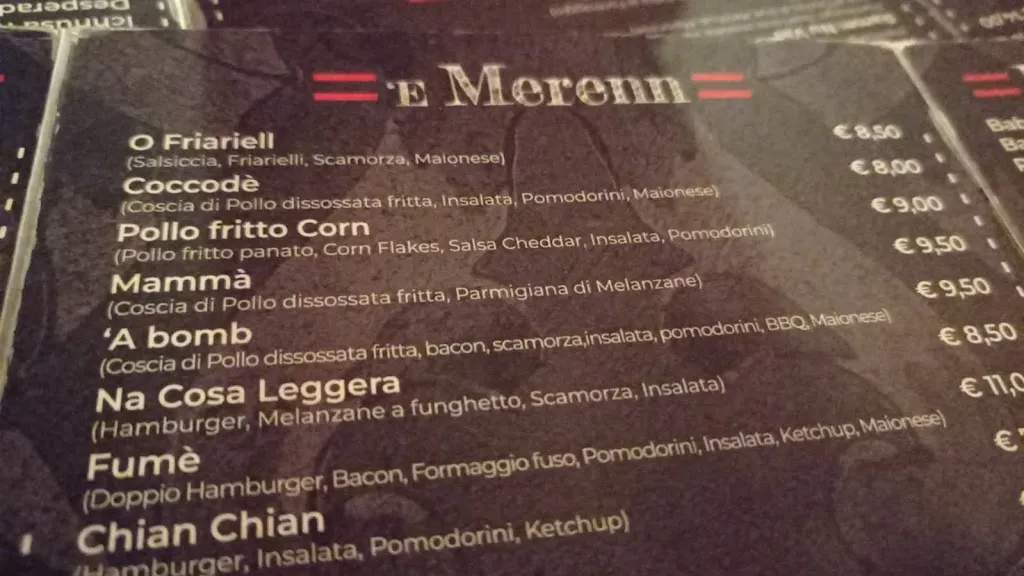 'E Merenn
O Friariell € 8,50
(Salsiccia, Friarielli, Scamorza, Maionese)
Coccodè € 8,00
(Coscia di Pollo dissossata fritta, Insalata, Pomodorini, Maionese)
Pollo fritto Corn € 9,00
(Pollo fritto panato, Corn Flakes, Salsa Cheddar, Insalata, Pomodorini)
Mammà € 9,50
(Coscia di Pollo dissossata fritta, Parmigiana di Melanzane)
‘A bomb € 9,50
(Coscia di Pollo dissossata fritta, bacon, scamorza,insalata, pomodorini, BBQ, Maionese)
Na Cosa Leggera € 8,50
(Hamburger, Melanzane a funghetto, Scamorza, Insalata)
Fumè € 11,0
(Doppio Hamburger, Bacon, Formaggio fuso, Pomodorini, Insalata, Ketchup, Maionese)
Chian Chian €
(Hamburger, Insalata, Pomodorini, Ketchup)